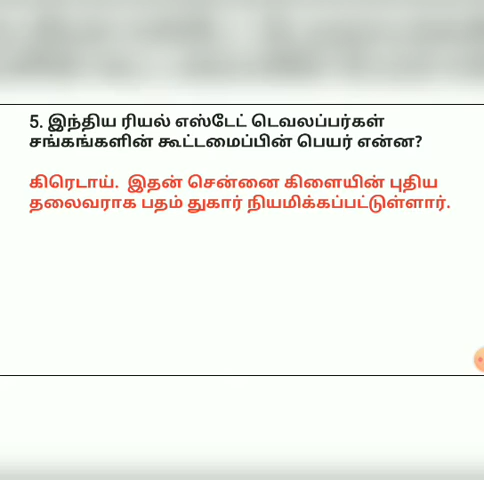 5. இந்திய ரியல் எஸ்டேட் டெவலப்பர்கள்
சங்கங்களின் கூட்டமைப்பின் பெயர் என்ன?
கிரெடாய். இதன் சென்னை கிளையின் புதிய
தலைவராக பதம் துகார் நியமிக்கப்பட்டுள்ளார்.